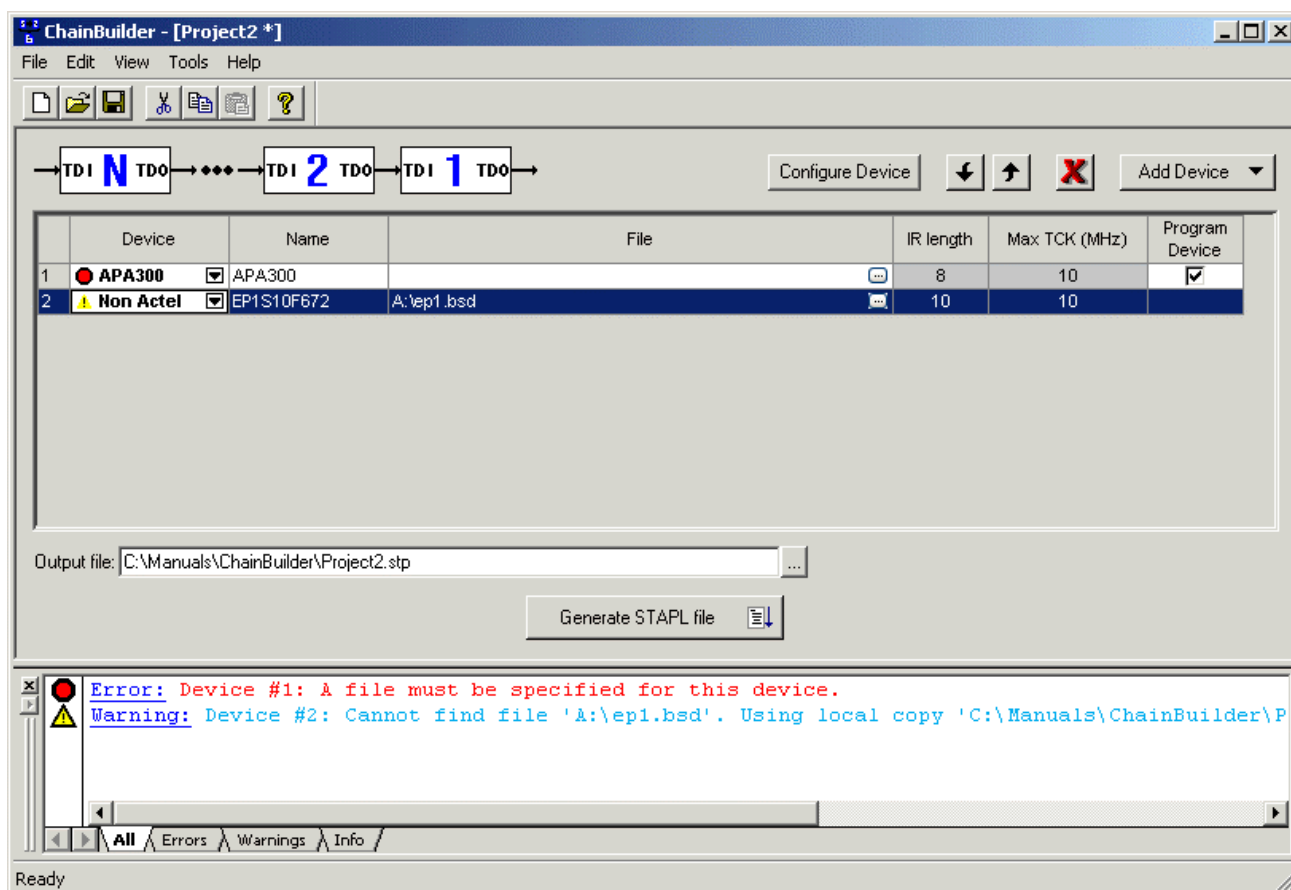 ChainBuilder - [Project2 *]
File Edit View Tools Help
TDI N TDO TDI 2 TDO TDI 1 TDO
Configure Device
Add Device
Device Name File IR length Max TCK (MHz) Program Device
1 APA300 APA300 ... 8 10
2 Non Actel EP1S10F672 A:\ep1.bsd ... 10 10
Output file: C:\Manuals\ChainBuilder\Project2.stp ...
Generate STAPL file
Error: Device #1: A file must be specified for this device.
Warning: Device #2: Cannot find file 'A:\ep1.bsd'. Using local copy 'C:\Manuals\ChainBuilder\P
All Errors Warnings Info
Ready